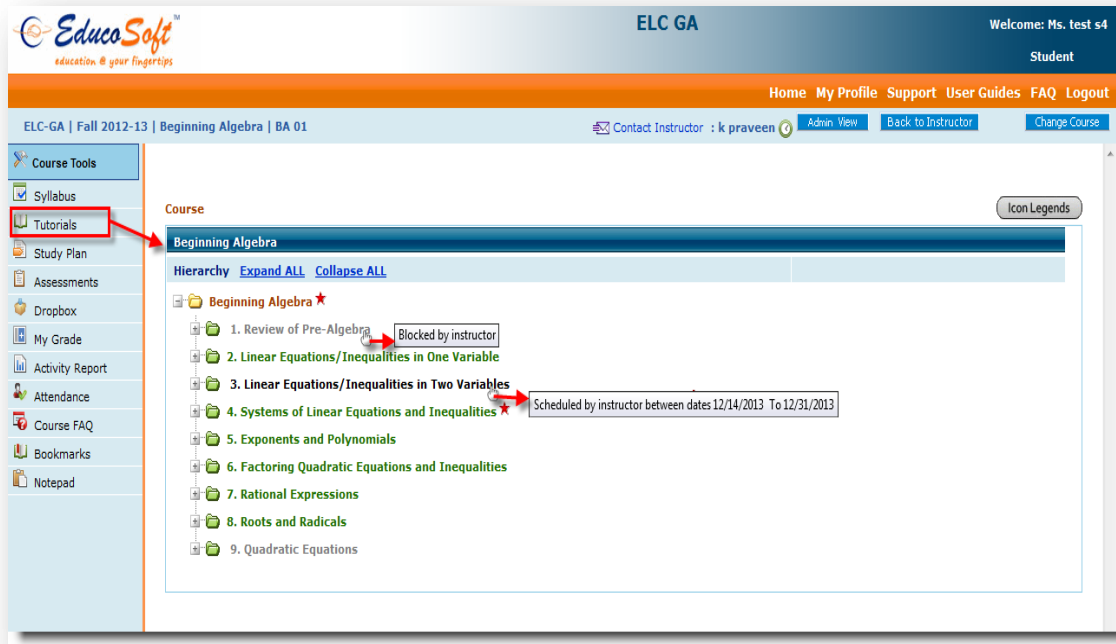 EducoSoft™
education @ your fingertips
ELC GA
Welcome: Ms. test s4
Student
Home My Profile Support User Guides FAQ Logout
ELC-GA | Fall 2012-13 | Beginning Algebra | BA 01
Contact Instructor : k praveen
Admin View
Back to Instructor
Change Course
Course Tools
Syllabus
Tutorials
Study Plan
Assessments
Dropbox
My Grade
Activity Report
Attendance
Course FAQ
Bookmarks
Notepad
Course
Icon Legends
Beginning Algebra
Hierarchy Expand ALL Collapse ALL
Beginning Algebra
1. Review of Pre-Algebra
Blocked by instructor
2. Linear Equations/Inequalities in One Variable
3. Linear Equations/Inequalities in Two Variables
Scheduled by instructor between dates 12/14/2013 To 12/31/2013
4. Systems of Linear Equations and Inequalities
5. Exponents and Polynomials
6. Factoring Quadratic Equations and Inequalities
7. Rational Expressions
8. Roots and Radicals
9. Quadratic Equations